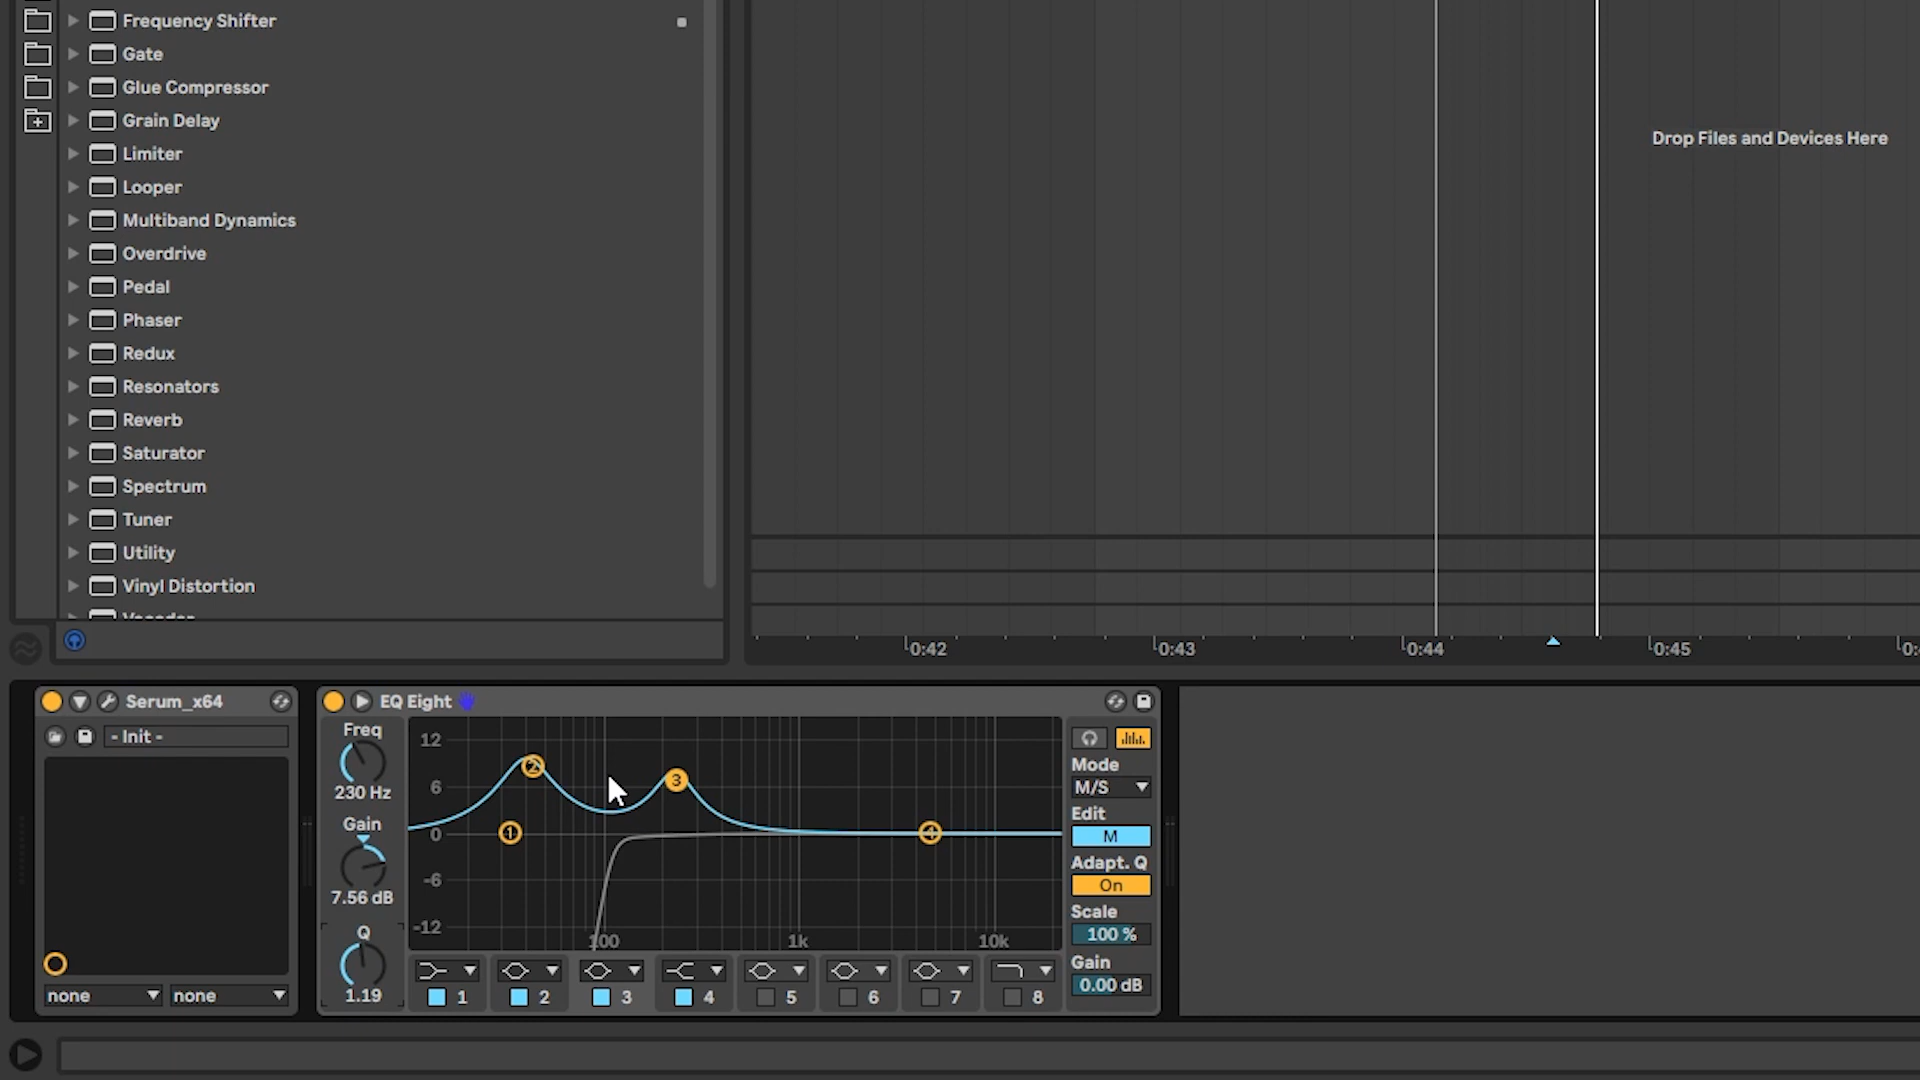 Frequency Shifter
Gate
Glue Compressor
Grain Delay
Limiter
Looper
Multiband Dynamics
Overdrive
Pedal
Phaser
Redux
Resonators
Reverb
Saturator
Spectrum
Tuner
Utility
Vinyl Distortion
Drop Files and Devices Here
0:42
0:43
0:44
0:45
Serum_x64
- Init -
none
none
EQ Eight
Freq
230 Hz
Gain
7.56 dB
Q
1.19
12
6
0
-6
-12
100
1k
10k
1
2
3
4
1
2
3
4
5
6
7
8
Mode
M/S
Edit
M
Adapt. Q
On
Scale
100 %
Gain
0.00 dB